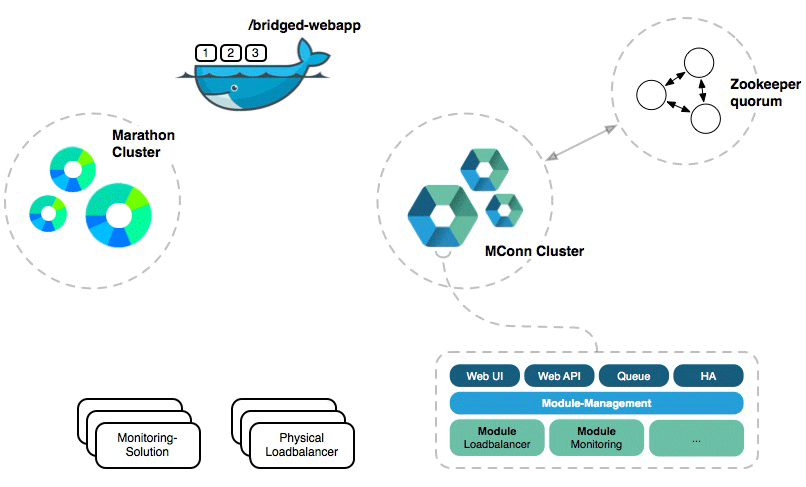 /bridged-webapp
1 2 3
Zookeeper
quorum
Marathon
Cluster
MConn Cluster
Web UI
Web API
Queue
HA
Module-Management
Module
Loadbalancer
Module
Monitoring
...
Monitoring-
Solution
Physical
Loadbalancer